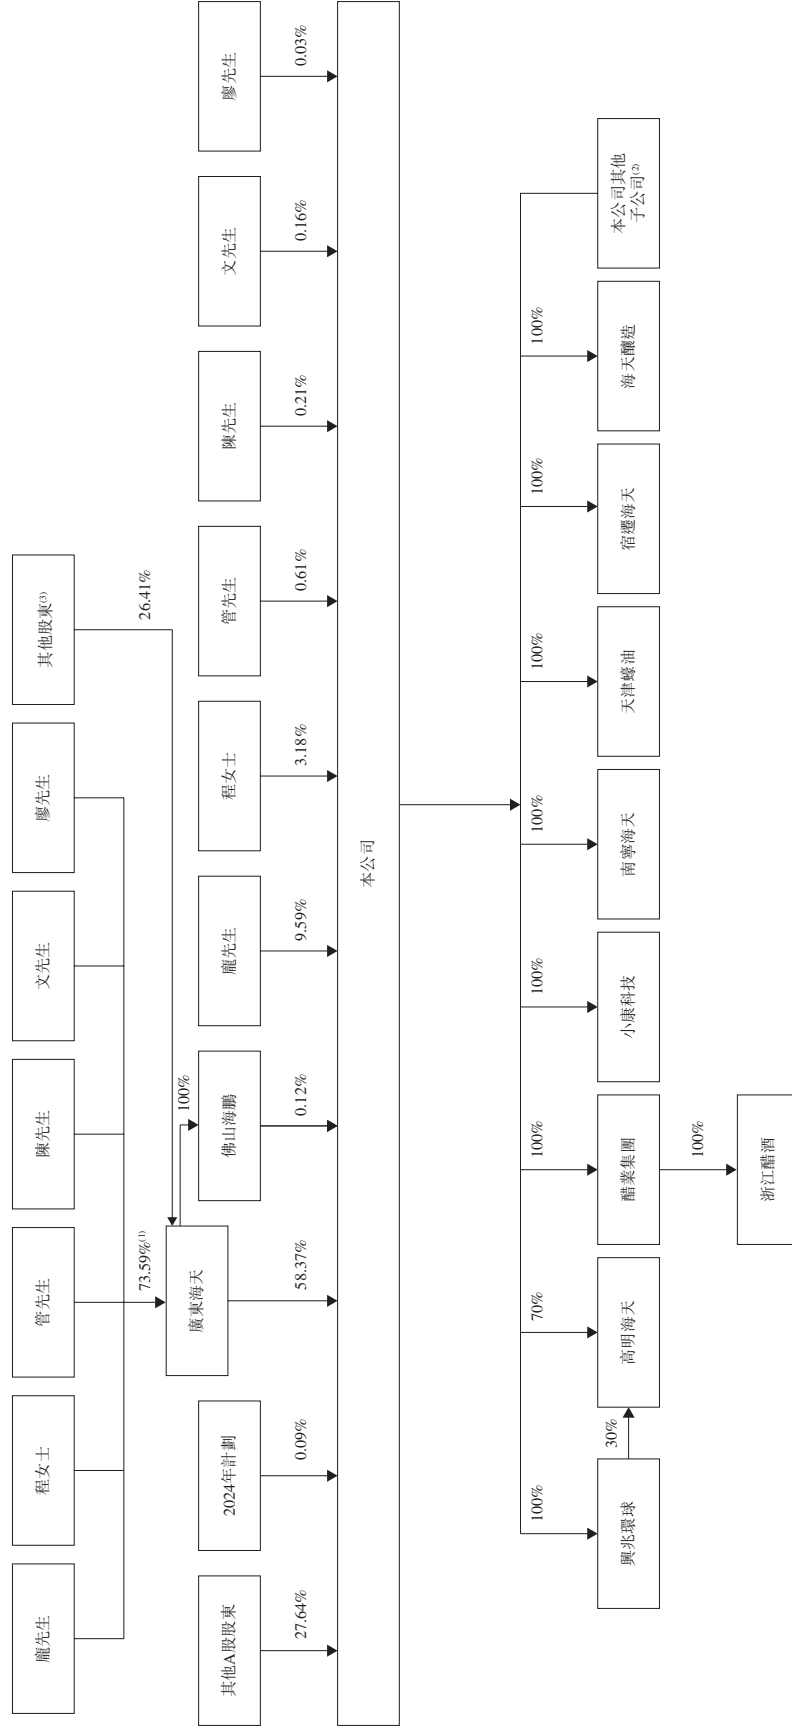 龐先生
程女士
管先生
陳先生
文先生
廖先生
其他股東(3)
73.59%(1)
26.41%
廣東海天
100%
其他A股股東
2024年計劃
佛山海鵬
龐先生
程女士
管先生
陳先生
文先生
廖先生
27.64%
0.09%
58.37%
0.12%
9.59%
3.18%
0.61%
0.21%
0.16%
0.03%
本公司
100%
70%
100%
100%
100%
100%
100%
100%
興兆環球
30%
高明海天
醋業集團
小康科技
南寧海天
天津蠔油
宿遷海天
海天釀造
本公司其他
子公司(2)
100%
浙江醋酒